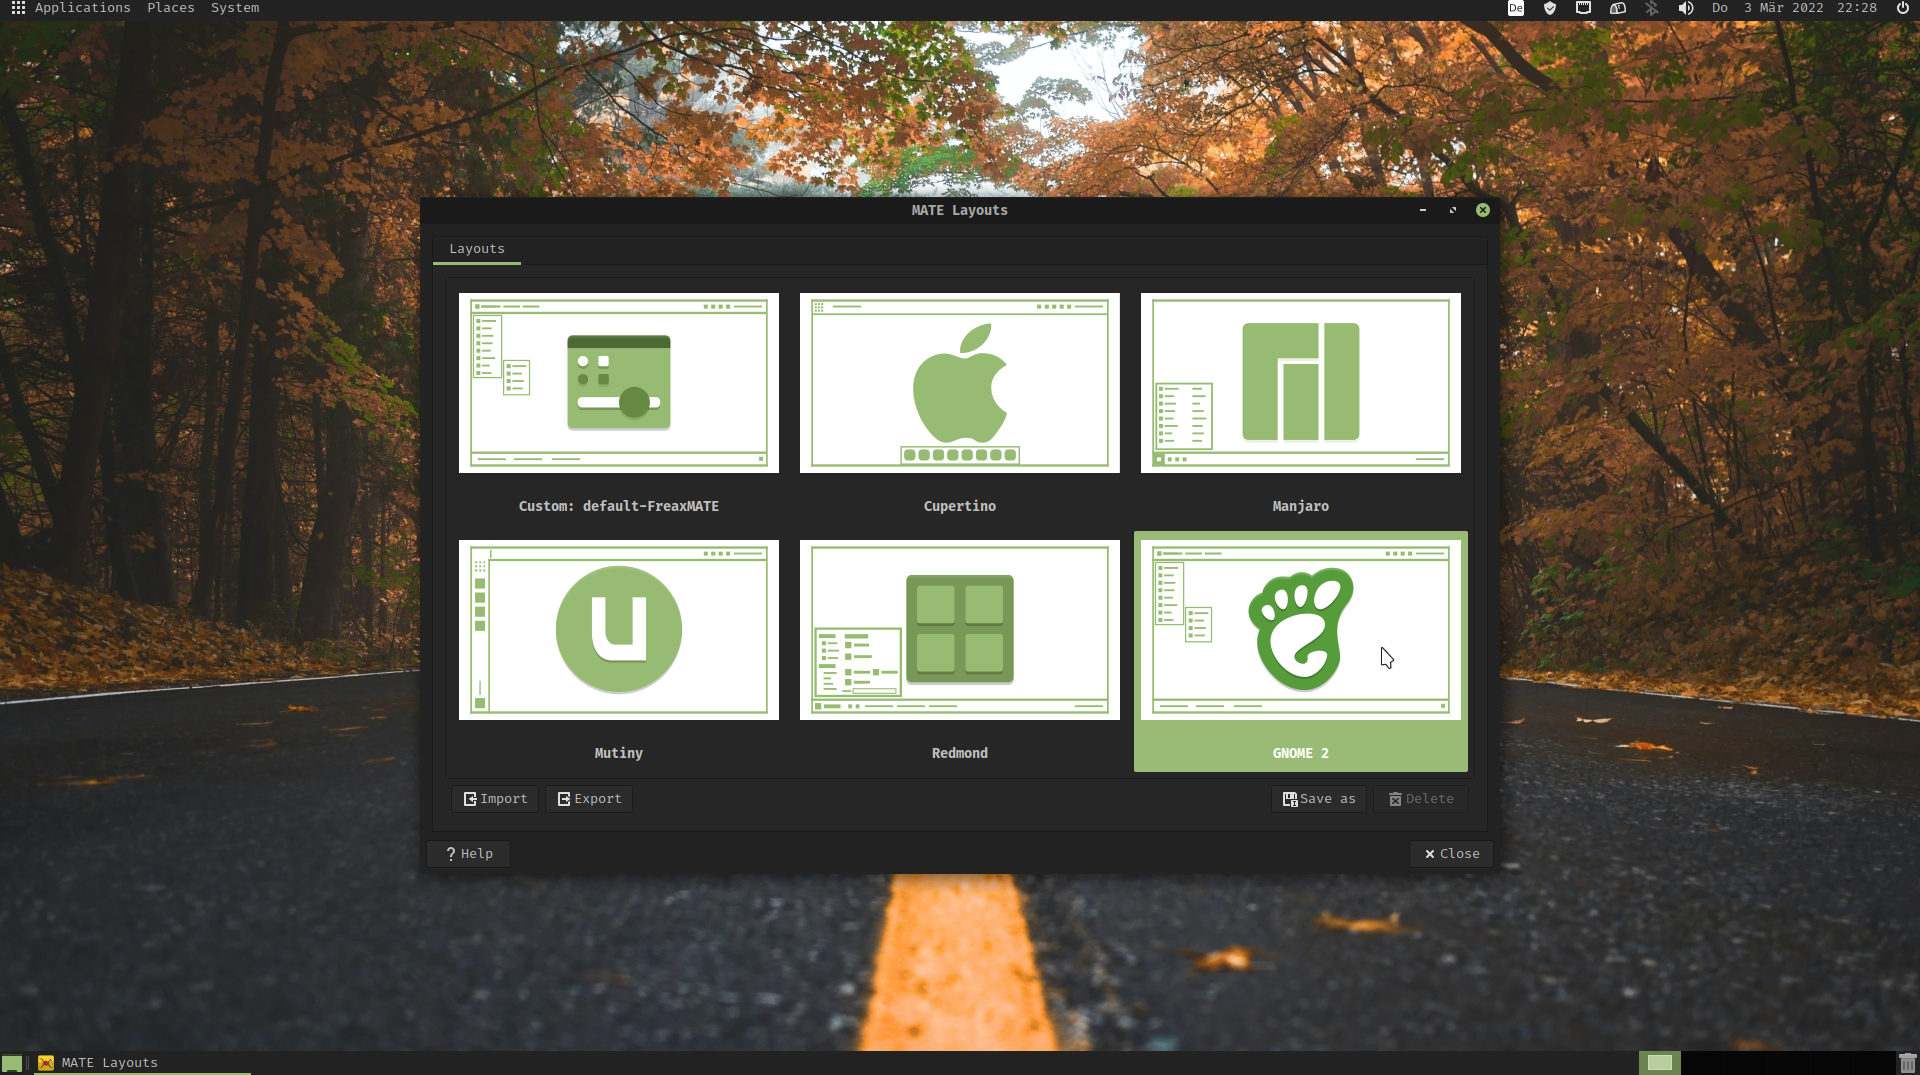 Applications Places System
De Do 3 Mär 2022 22:28
MATE Layouts
Layouts
Custom: default-FreaxMATE
Cupertino
Manjaro
Mutiny
Redmond
GNOME 2
Import Export Save as Delete
? Help Close
MATE Layouts